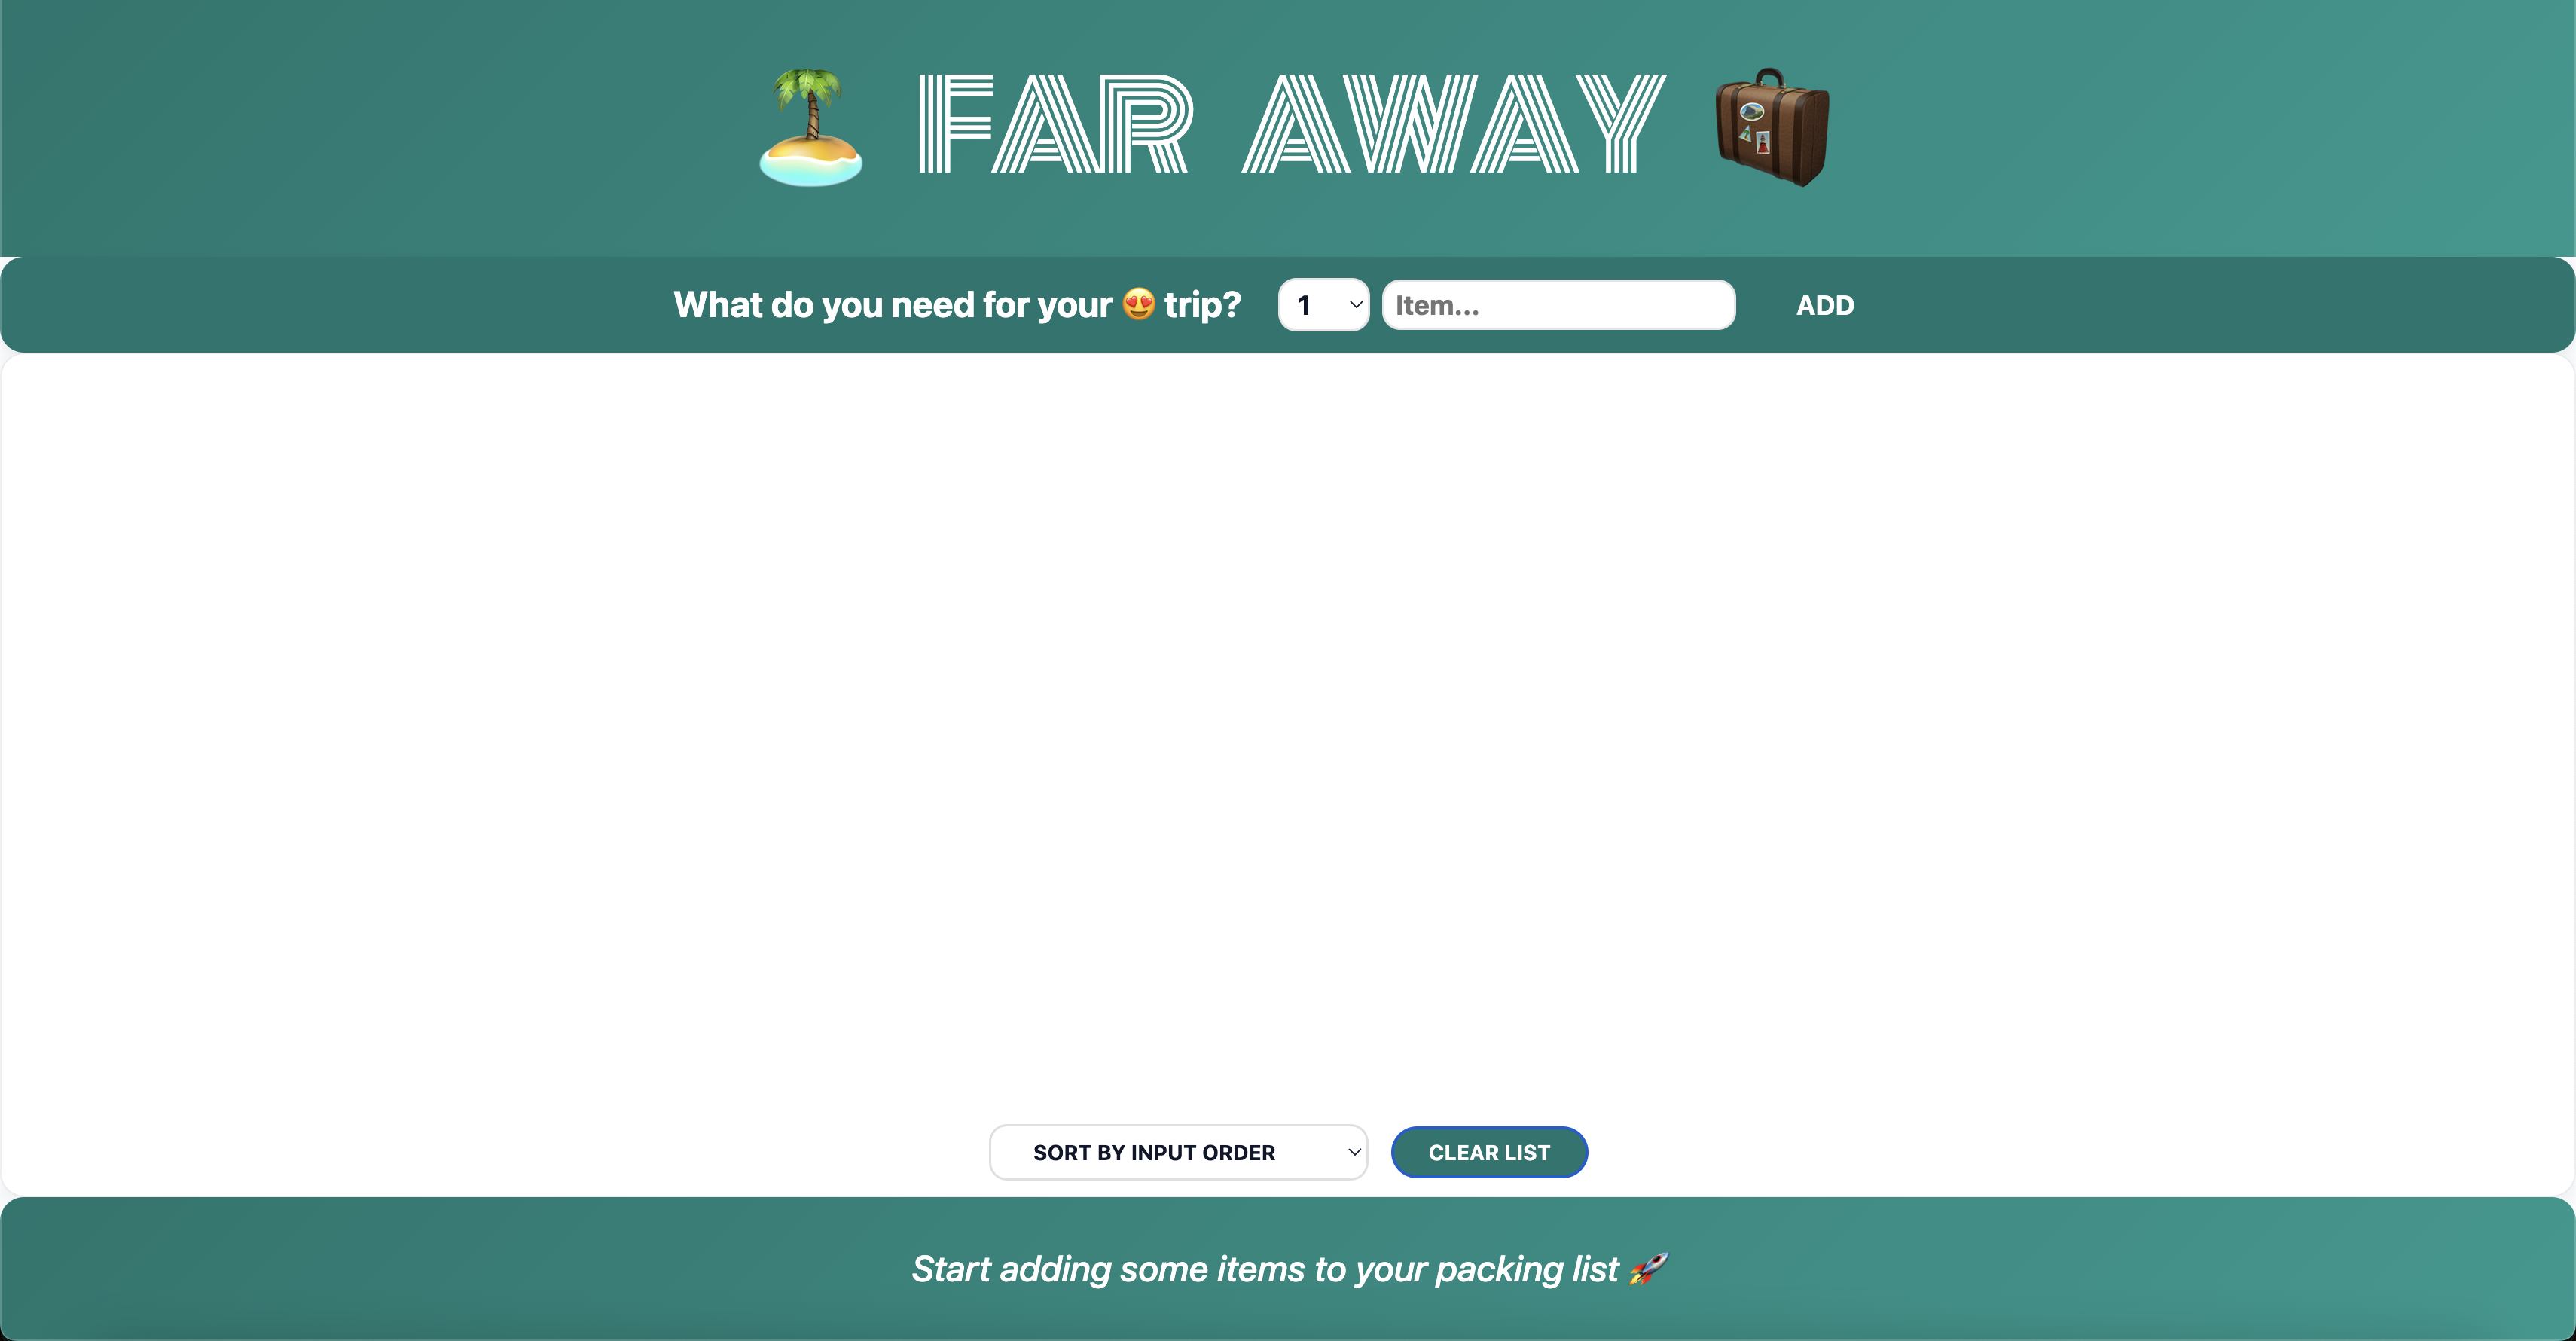 🏝️ FAR AWAY 🧳
What do you need for your 😍 trip? 1 Item... ADD
SORT BY INPUT ORDER CLEAR LIST
Start adding some items to your packing list 🚀